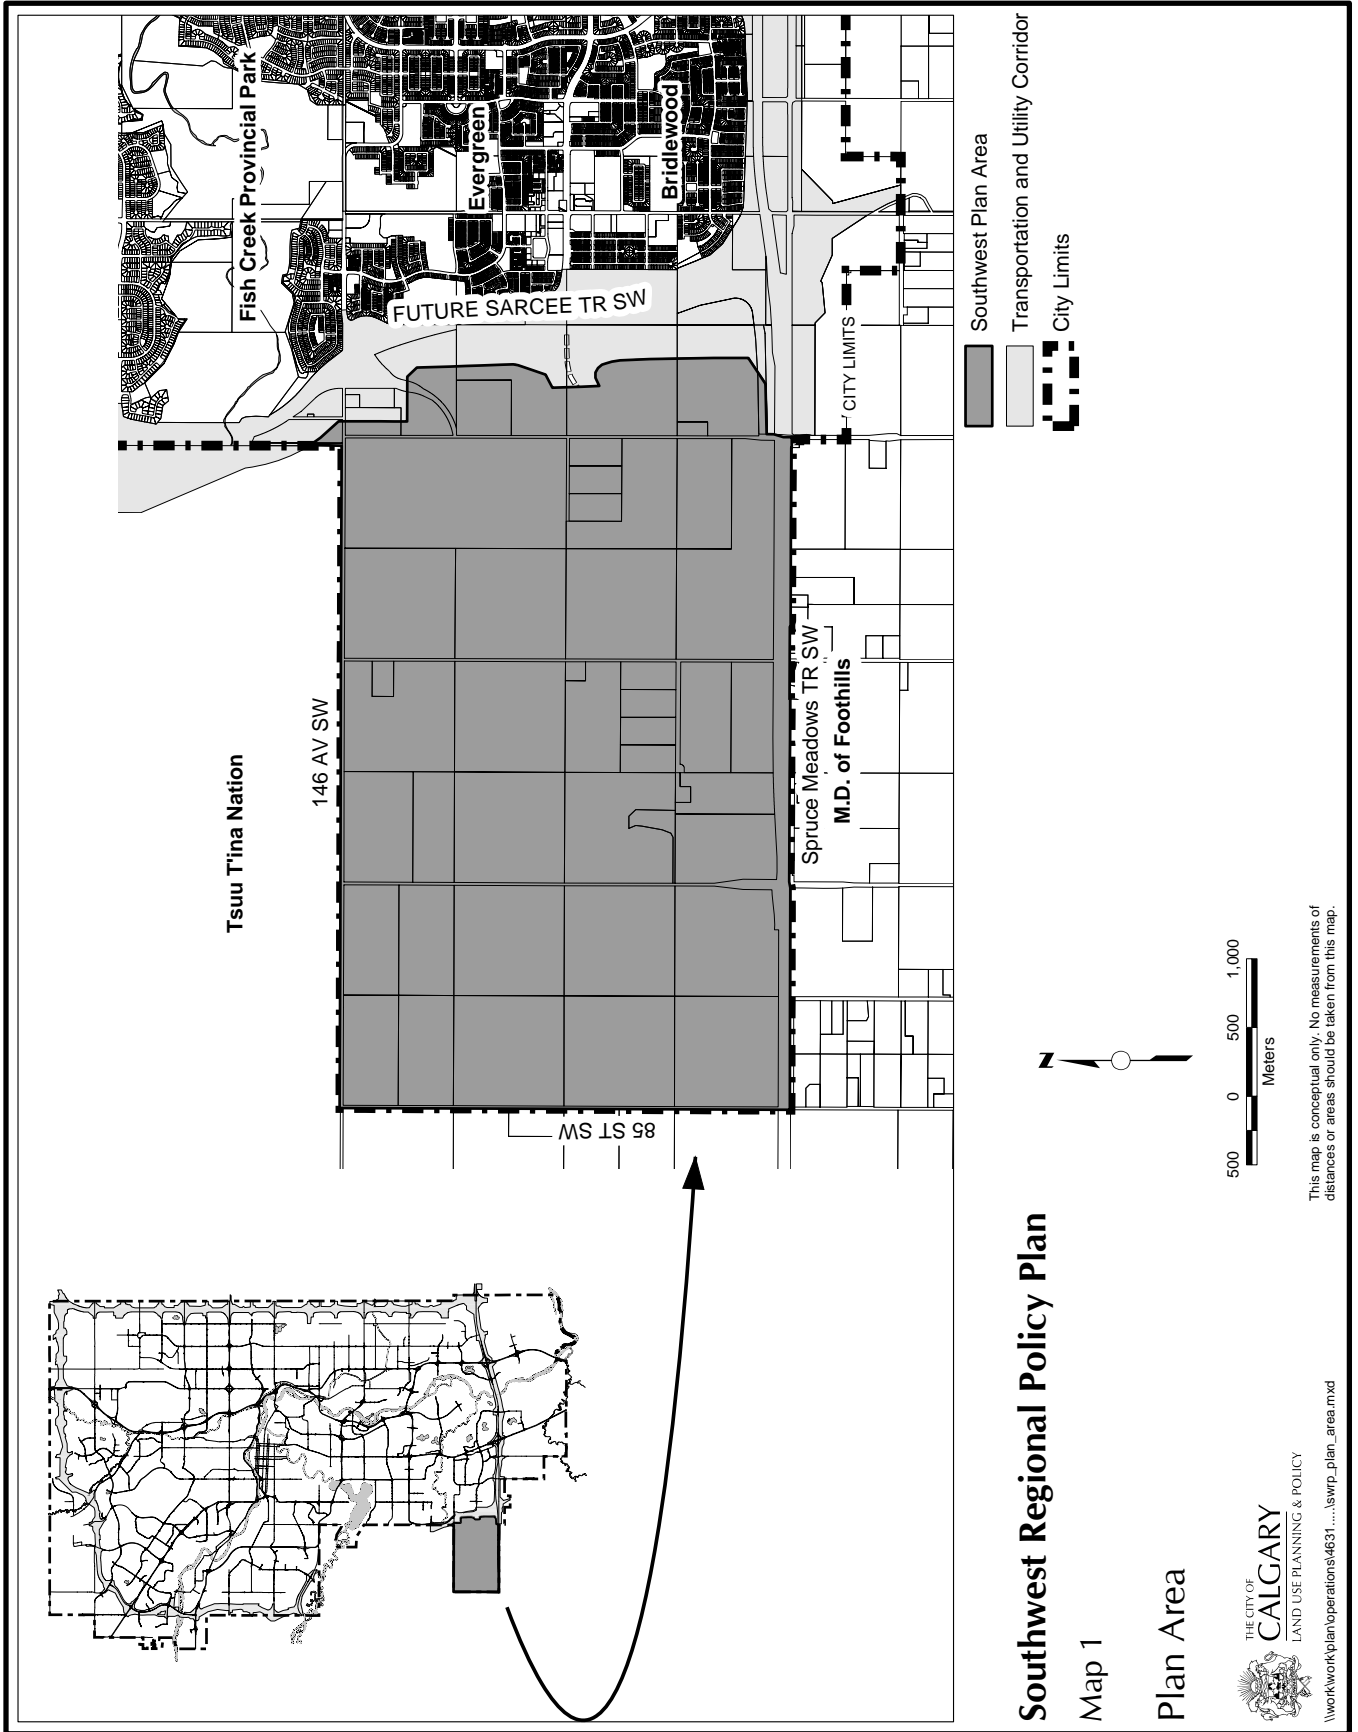 Tsuu T'ina Nation
146 AV SW
Fish Creek Provincial Park
Evergreen
Bridlewood
FUTURE SARCEE TR SW
CITY LIMITS
Spruce Meadows TR SW
M.D. of Foothills
85 ST SW
Southwest Plan Area
Transportation and Utility Corridor
City Limits
N
500 0 500 1,000
Meters
This map is conceptual only. No measurements of
distances or areas should be taken from this map.
Southwest Regional Policy Plan
Map 1
Plan Area
THE CITY OF
CALGARY
LAND USE PLANNING & POLICY
\\work\work\plan\operations\4631.....\swrp_plan_area.mxd